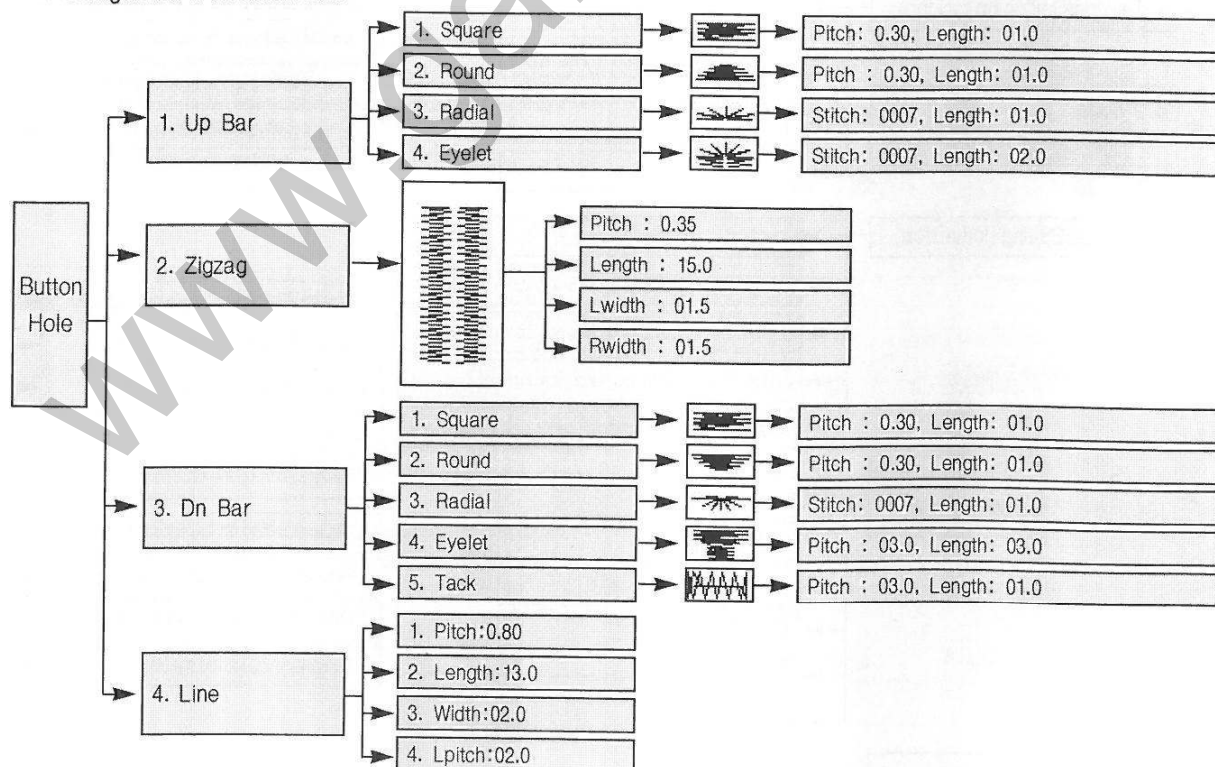 1. Square
Pitch: 0.30, Length: 01.0
2. Round
Pitch : 0.30, Length: 01.0
1. Up Bar
3. Radial
Stitch: 0007, Length: 01.0
4. Eyelet
Stitch: 0007, Length: 02.0
Button
Hole
2. Zigzag
Pitch : 0.35
Length : 15.0
Lwidth : 01.5
Rwidth : 01.5
3. Dn Bar
1. Square
Pitch : 0.30, Length: 01.0
2. Round
Pitch : 0.30, Length: 01.0
3. Radial
Stitch: 0007, Length: 01.0
4. Eyelet
Pitch : 03.0, Length: 03.0
5. Tack
Pitch : 03.0, Length: 01.0
4. Line
1. Pitch:0.80
2. Length:13.0
3. Width:02.0
4. Lpitch:02.0
www.ga